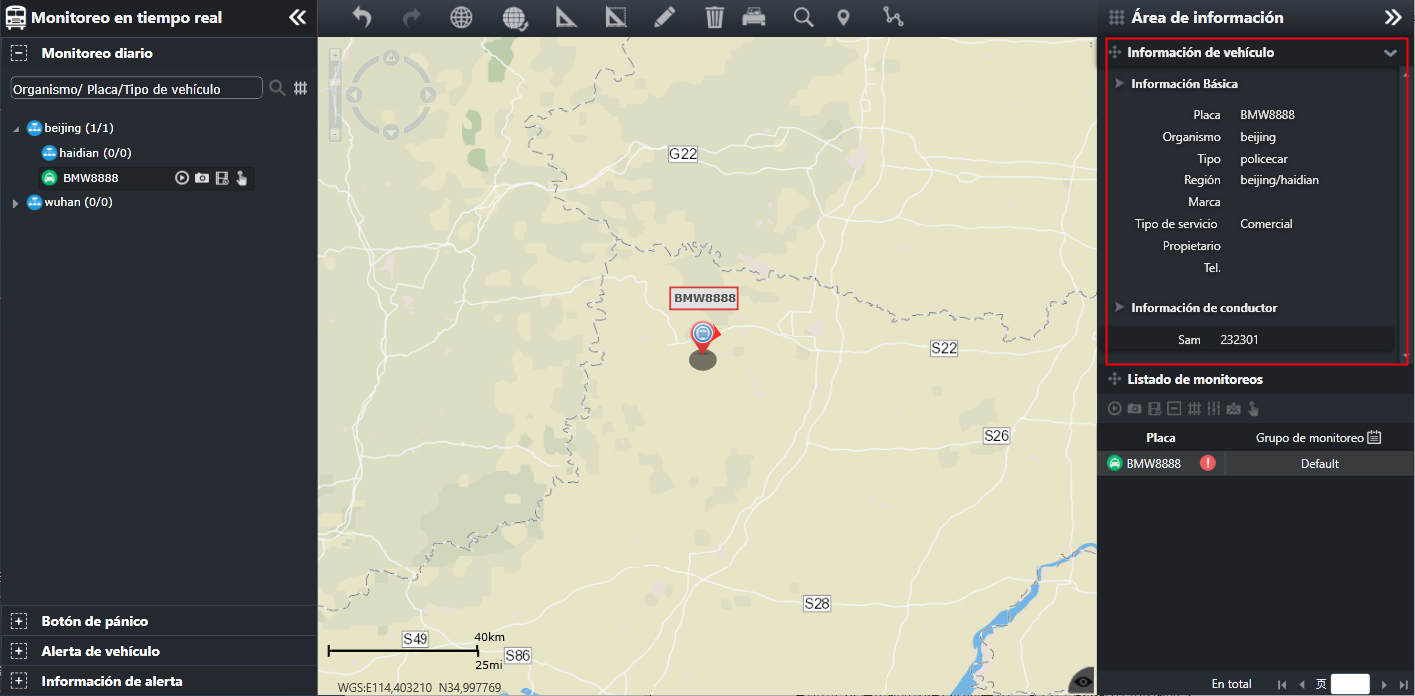 Monitoreo en tiempo real
Monitoreo diario
Organismo/ Placa/Tipo de vehículo
beijing (1/1)
haidian (0/0)
BMW8888
wuhan (0/0)
Botón de pánico
Alerta de vehículo
Información de alerta
G22
BMW8888
S22
S26
S28
S49
S86
40km
25mi
WGS:E114,403210 N34,997769
Área de información
Información de vehículo
Información Básica
Placa BMW8888
Organismo beijing
Tipo policecar
Región beijing/haidian
Marca
Tipo de servicio Comercial
Propietario
Tel.
Información de conductor
Sam 232301
Listado de monitoreos
Placa Grupo de monitoreo
BMW8888 Default
En total 页